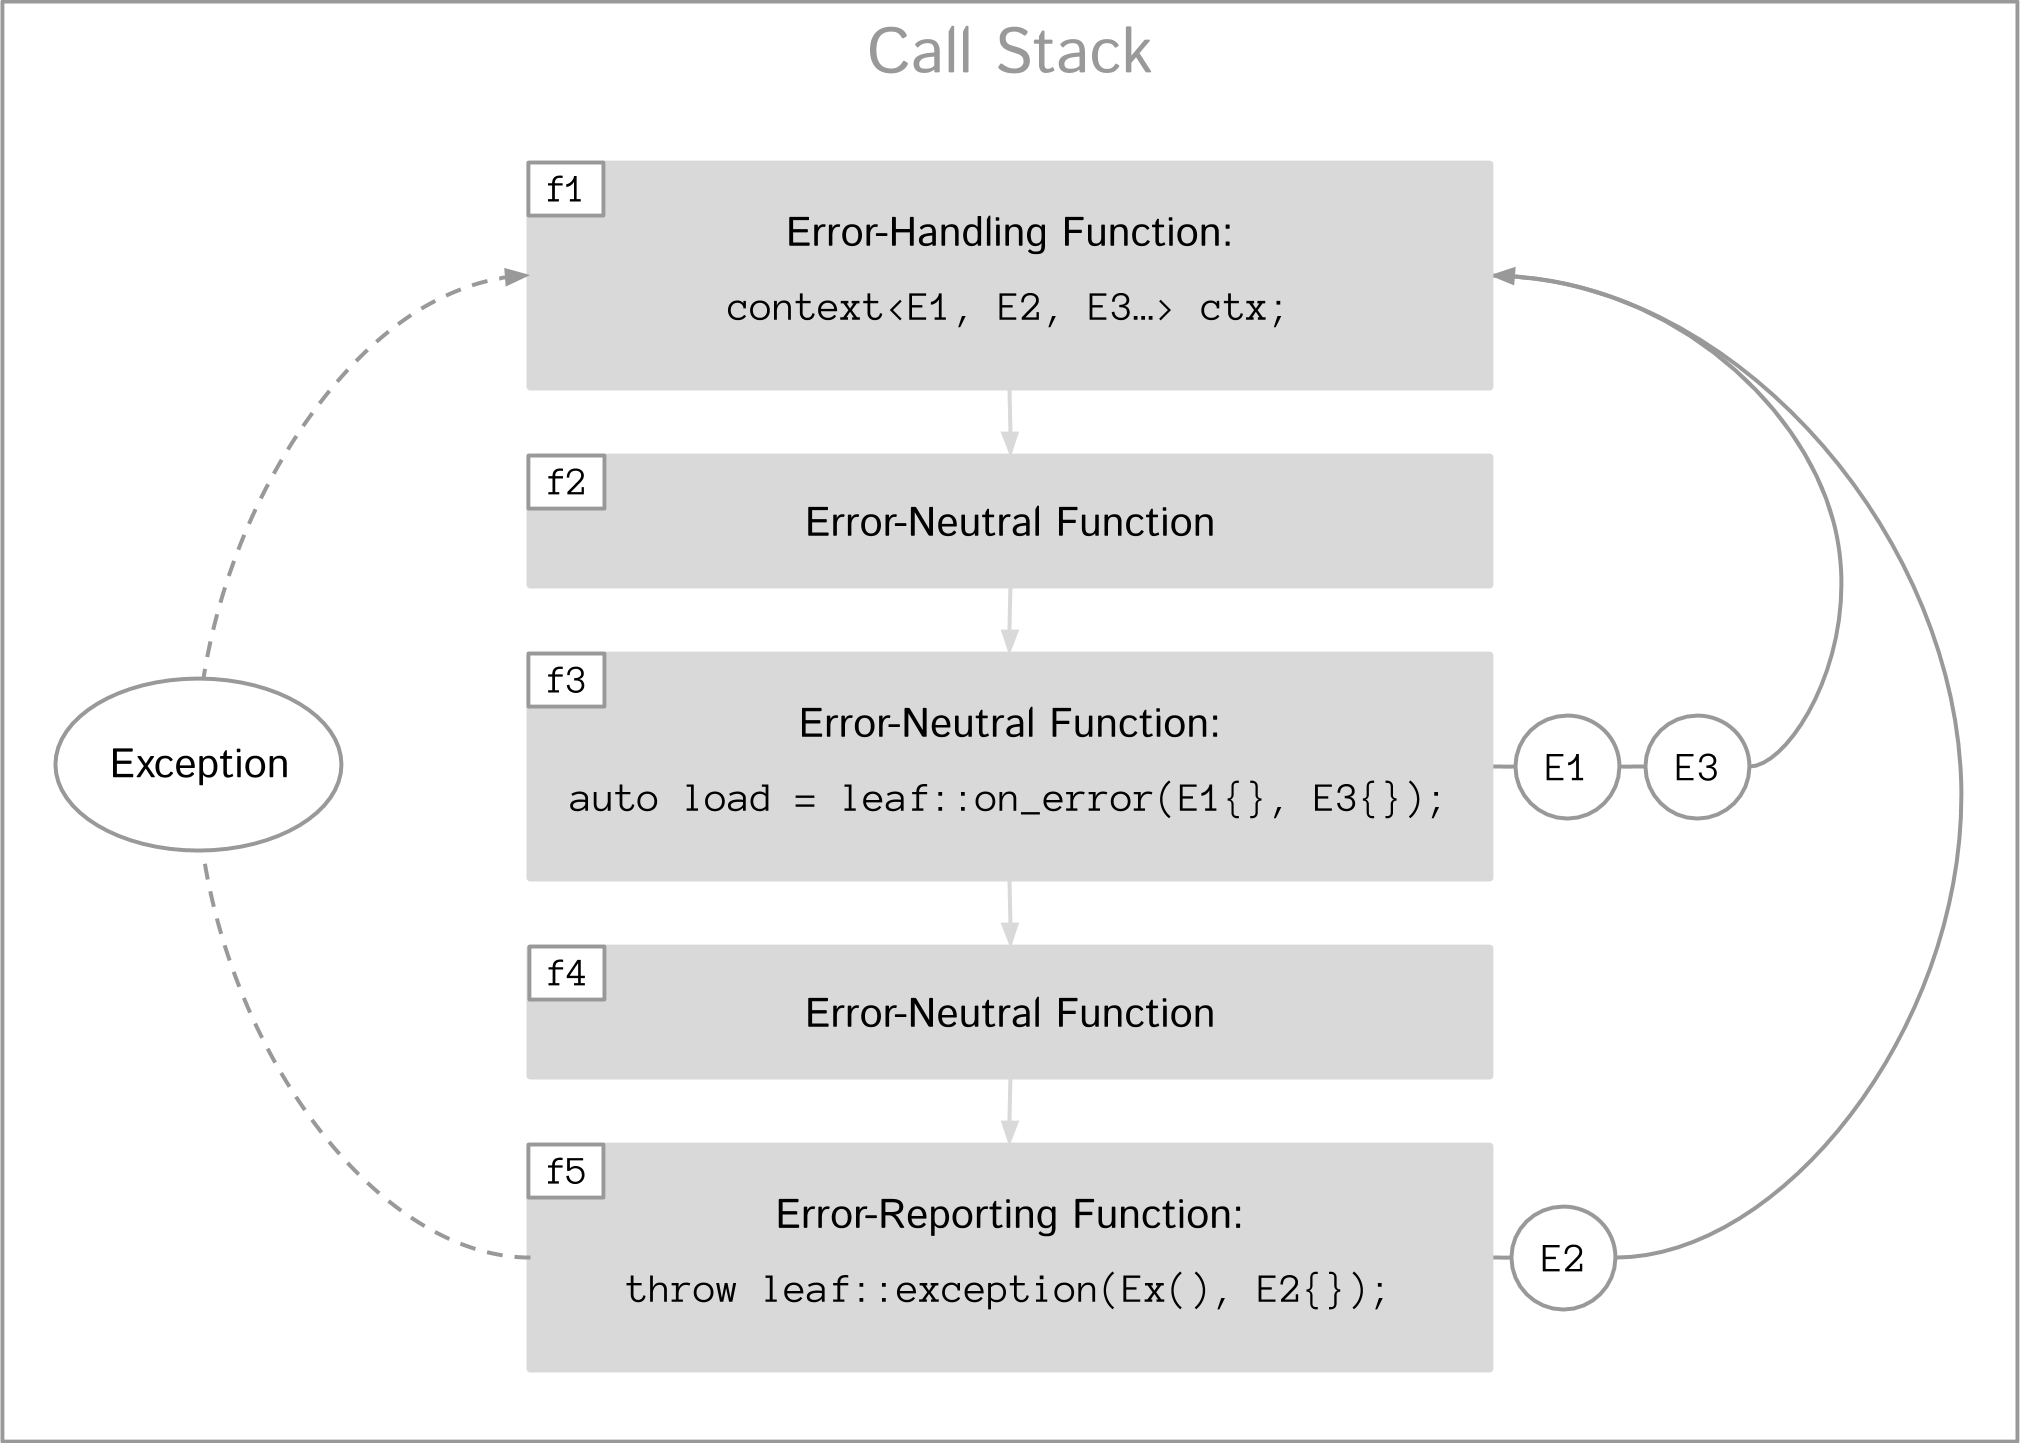 Call Stack
f1
Error-Handling Function:
context<E1, E2, E3…> ctx;
f2
Error-Neutral Function
f3
Error-Neutral Function:
auto load = leaf::on_error(E1{}, E3{});
E1
E3
Exception
f4
Error-Neutral Function
f5
Error-Reporting Function:
throw leaf::exception(Ex(), E2{});
E2